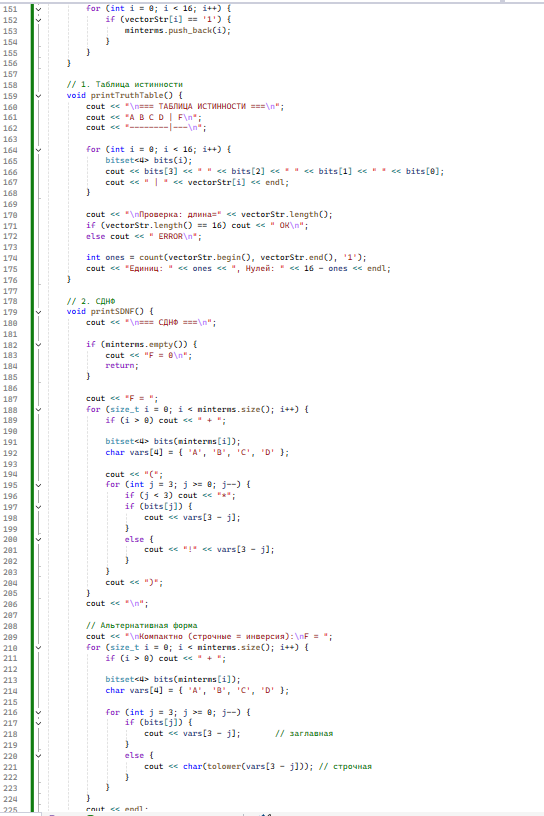 151 for (int i = 0; i < 16; i++) {
152 if (vectorStr[i] == '1') {
153 minterms.push_back(i);
154 }
155 }
156 }
157
158 // 1. Таблица истинности
159 void printTruthTable() {
160 cout << "\n=== ТАБЛИЦА ИСТИННОСТИ ===\n";
161 cout << "A B C D | F\n";
162 cout << "--------|---\n";
163
164 for (int i = 0; i < 16; i++) {
165 bitset<4> bits(i);
166 cout << bits[3] << " " << bits[2] << " " << bits[1] << " " << bits[0];
167 cout << " | " << vectorStr[i] << endl;
168 }
169
170 cout << "\nПроверка: длина=" << vectorStr.length();
171 if (vectorStr.length() == 16) cout << " OK\n";
172 else cout << " ERROR\n";
173
174 int ones = count(vectorStr.begin(), vectorStr.end(), '1');
175 cout << "Единиц: " << ones << ", Нулей: " << 16 - ones << endl;
176 }
177
178 // 2. СДНФ
179 void printSDNF() {
180 cout << "\n=== СДНФ ===\n";
181
182 if (minterms.empty()) {
183 cout << "F = 0\n";
184 return;
185 }
186
187 cout << "F = ";
188 for (size_t i = 0; i < minterms.size(); i++) {
189 if (i > 0) cout << " + ";
190
191 bitset<4> bits(minterms[i]);
192 char vars[4] = { 'A', 'B', 'C', 'D' };
193
194 cout << "(";
195 for (int j = 3; j >= 0; j--) {
196 if (j < 3) cout << "*";
197 if (bits[j]) {
198 cout << vars[3 - j];
199 }
200 else {
201 cout << "!" << vars[3 - j];
202 }
203 }
204 cout << ")";
205 }
206 cout << "\n";
207
208 // Альтернативная форма
209 cout << "\nКомпактно (строчные = инверсия):\nF = ";
210 for (size_t i = 0; i < minterms.size(); i++) {
211 if (i > 0) cout << " + ";
212
213 bitset<4> bits(minterms[i]);
214 char vars[4] = { 'A', 'B', 'C', 'D' };
215
216 for (int j = 3; j >= 0; j--) {
217 if (bits[j]) {
218 cout << vars[3 - j]; // заглавная
219 }
220 else {
221 cout << char(tolower(vars[3 - j])); // строчная
222 }
223 }
224 }
225 cout << endl;